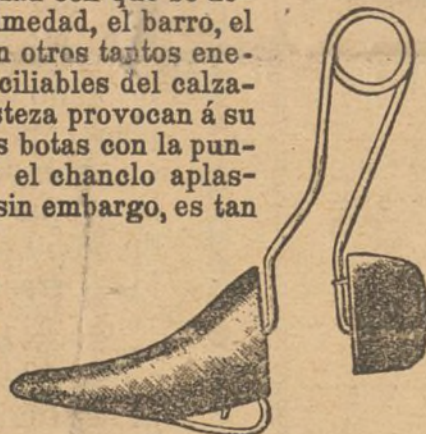 medad, el barro, el
n otros tantos ene-
ciliables del calza-
steza provocan á su
s botas con la pun-
el chanclo aplas-
sin embargo, es tan